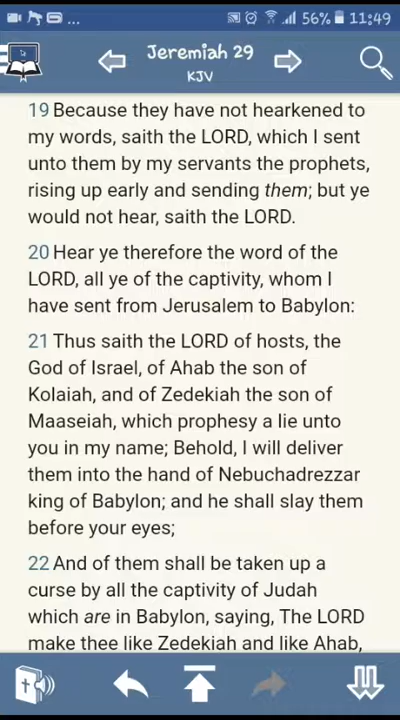 56% 11:49
Jeremiah 29
KJV
19 Because they have not hearkened to
my words, saith the LORD, which I sent
unto them by my servants the prophets,
rising up early and sending them; but ye
would not hear, saith the LORD.
20 Hear ye therefore the word of the
LORD, all ye of the captivity, whom I
have sent from Jerusalem to Babylon:
21 Thus saith the LORD of hosts, the
God of Israel, of Ahab the son of
Kolaiah, and of Zedekiah the son of
Maaseiah, which prophesy a lie unto
you in my name; Behold, I will deliver
them into the hand of Nebuchadrezzar
king of Babylon; and he shall slay them
before your eyes;
22 And of them shall be taken up a
curse by all the captivity of Judah
which are in Babylon, saying, The LORD
make thee like Zedekiah and like Ahab,